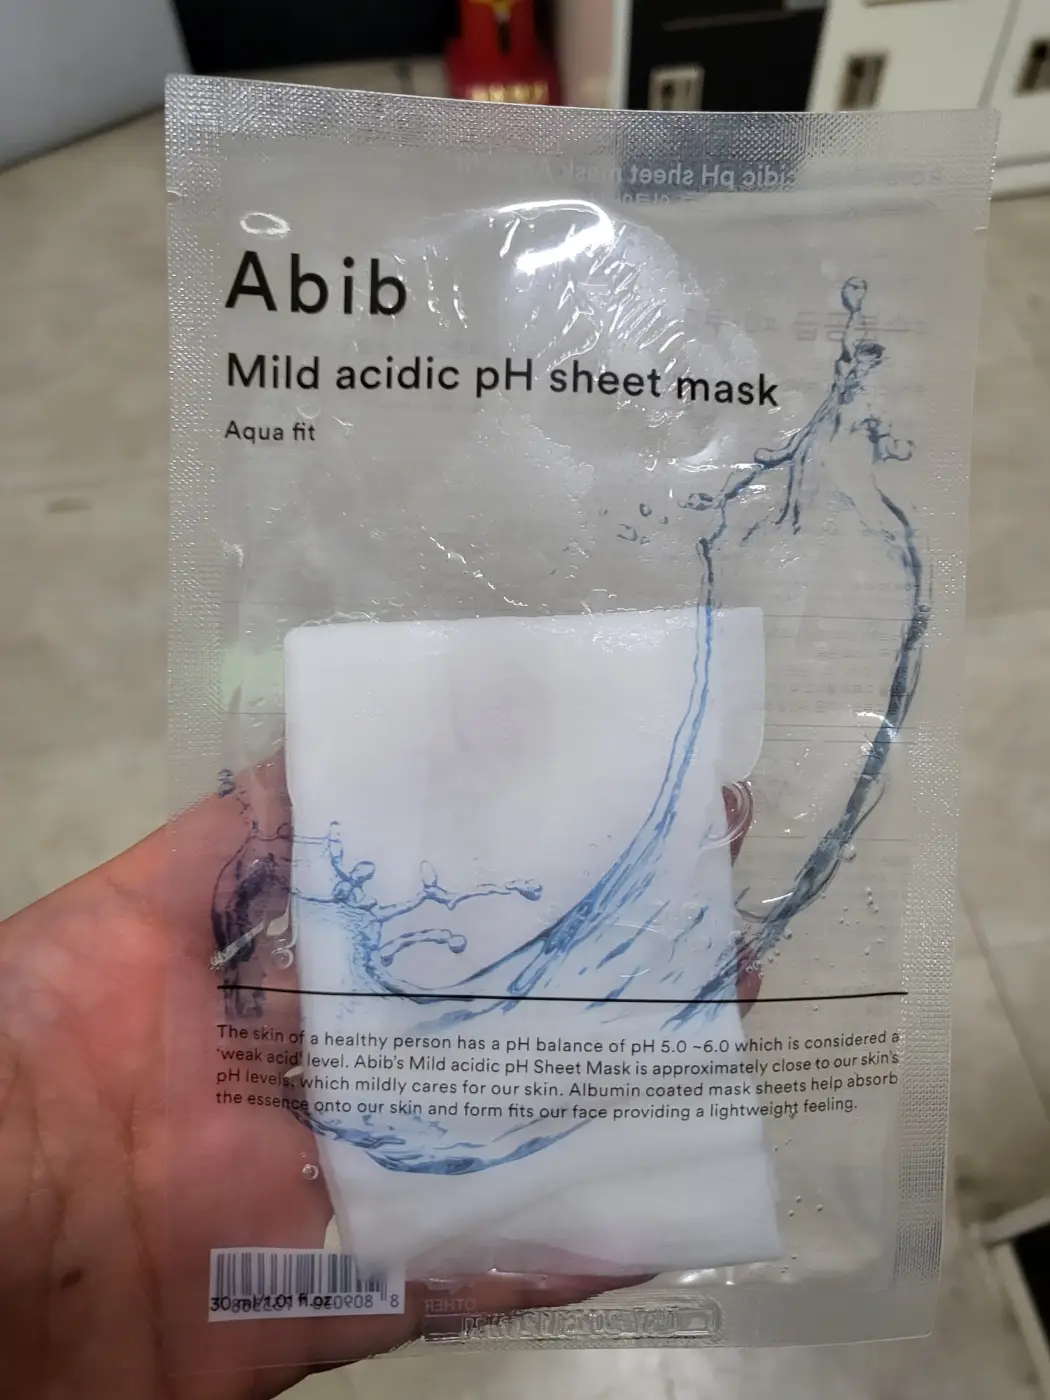 Abib
Mild acidic pH sheet mask
Aqua fit
The skin of a healthy person has a pH balance of pH 5.0 ~6.0 which is considered a
'weak acid' level. Abib's Mild acidic pH Sheet Mask is approximately close to our skin's
pH levels, which mildly cares for our skin. Albumin coated mask sheets help absorb
the essence onto our skin and form fits our face providing a lightweight feeling.
30 ml/1.01 fl.oz
OTHER